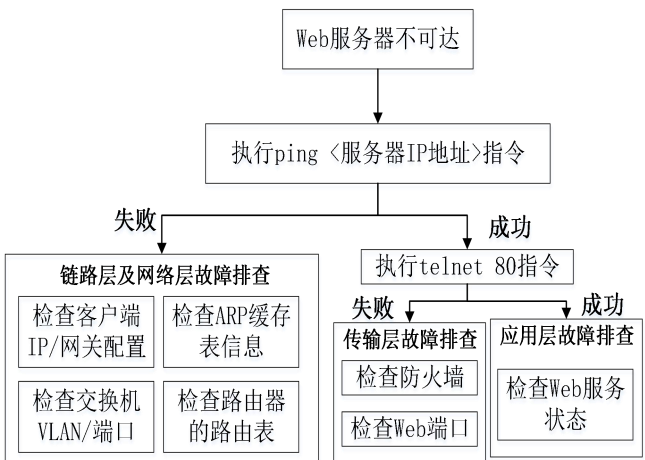 Web服务器不可达
执行ping <服务器IP地址>指令
失败
成功
链路层及网络层故障排查
检查客户端
IP/网关配置
检查ARP缓存
表信息
检查交换机
VLAN/端口
检查路由器
的路由表
执行telnet 80指令
失败
成功
传输层故障排查
检查防火墙
检查Web端口
应用层故障排查
检查Web服务
状态